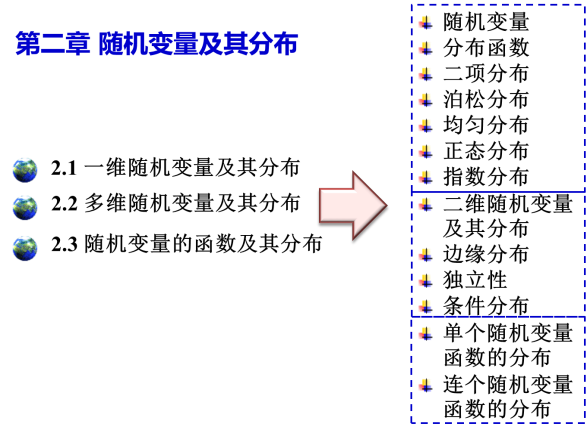 第二章 随机变量及其分布
2.1 一维随机变量及其分布
2.2 多维随机变量及其分布
2.3 随机变量的函数及其分布
随机变量
分布函数
二项分布
泊松分布
均匀分布
正态分布
指数分布
二维随机变量
及其分布
边缘分布
独立性
条件分布
单个随机变量
函数的分布
连个随机变量
函数的分布